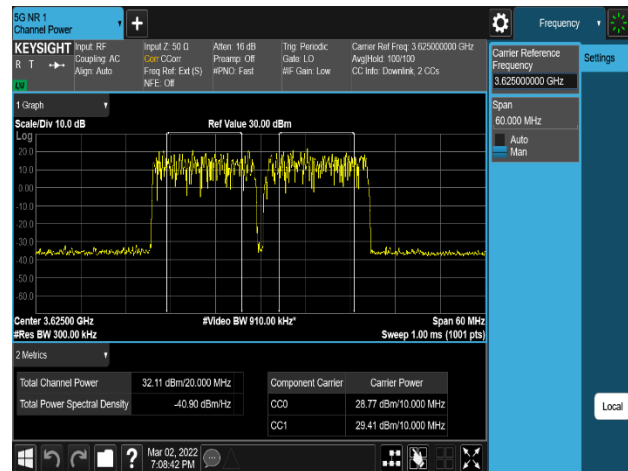 5G NR 1
Channel Power
Frequency
KEYSIGHT
R T
Input: RF
Coupling: AC
Align: Auto
Input Z: 50 Ω
Corr CCorr
Freq Ref: Ext (S)
NFE: Off
Atten: 16 dB
Preamp: Off
#PNO: Fast
Trig: Periodic
Gate: LO
#IF Gain: Low
Carrier Ref Freq: 3.625000000 GHz
Avg|Hold: 100/100
CC Info: Downlink, 2 CCs
Carrier Reference
Frequency
3.625000000 GHz
Settings
Span
60.000 MHz
Auto
Man
1 Graph
Scale/Div 10.0 dB
Ref Value 30.00 dBm
Log
20.0
10.0
0.00
-10.0
-20.0
-30.0
-40.0
-50.0
-60.0
Center 3.62500 GHz
#Video BW 910.00 kHz*
Span 60 MHz
#Res BW 300.00 kHz
Sweep 1.00 ms (1001 pts)
2 Metrics
Total Channel Power 32.11 dBm/20.000 MHz
Total Power Spectral Density -40.90 dBm/Hz
Component Carrier Carrier Power
CC0 28.77 dBm/10.000 MHz
CC1 29.41 dBm/10.000 MHz
Local
?
Mar 02, 2022
7:08:42 PM